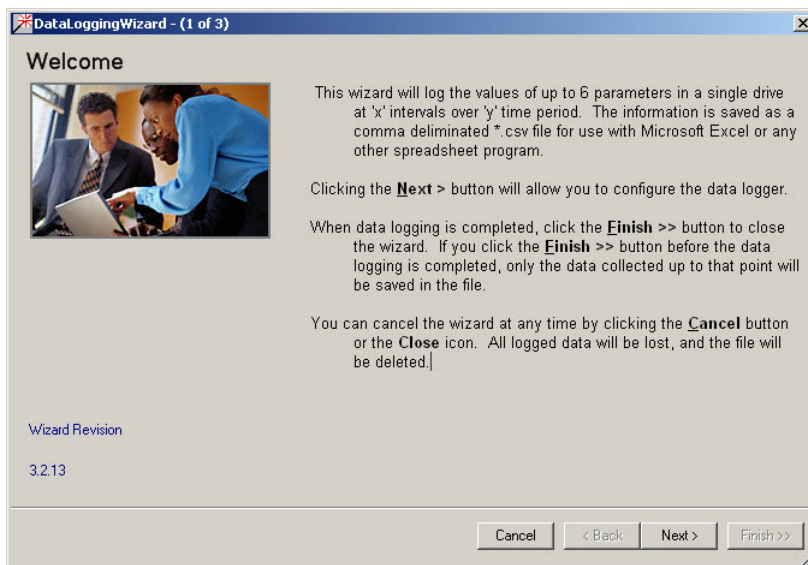 DataLoggingWizard - (1 of 3)
Welcome
This wizard will log the values of up to 6 parameters in a single drive
at 'x' intervals over 'y' time period. The information is saved as a
comma deliminated *.csv file for use with Microsoft Excel or any
other spreadsheet program.
Clicking the Next > button will allow you to configure the data logger.
When data logging is completed, click the Finish >> button to close
the wizard. If you click the Finish >> button before the data
logging is completed, only the data collected up to that point will
be saved in the file.
You can cancel the wizard at any time by clicking the Cancel button
or the Close icon. All logged data will be lost, and the file will
be deleted.
Wizard Revision
3.2.13
Cancel < Back Next > Finish >>